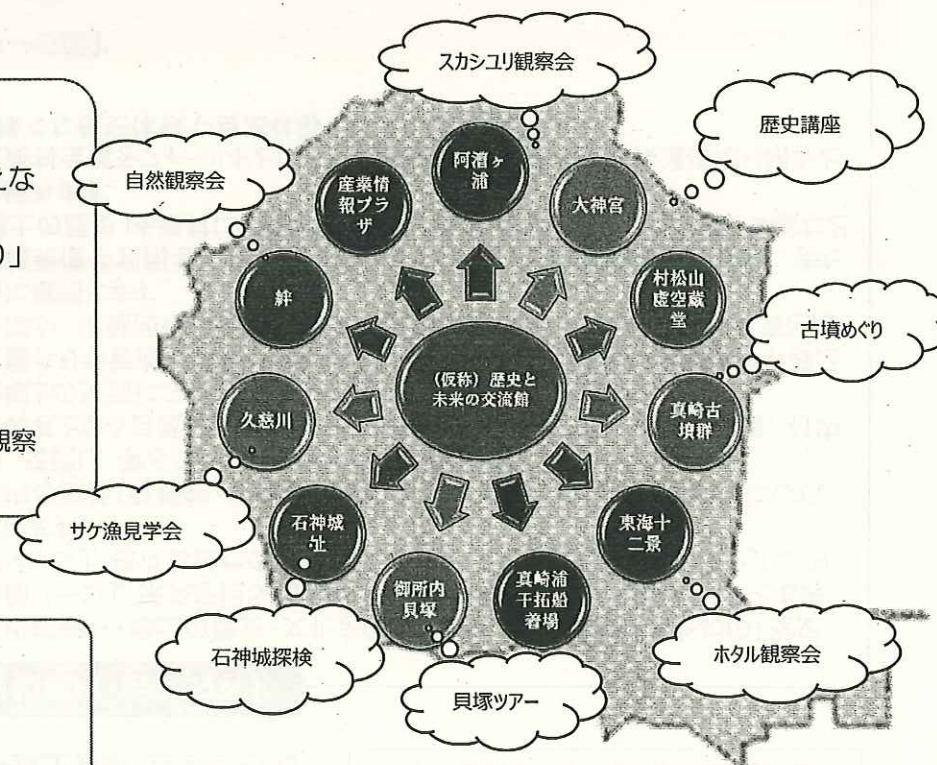 スカシユリ観察会
歴史講座
自然観察会
な
り」
観察
阿漕ヶ
浦
産業情
報プラ
ザ
大神宮
絆
村松山
虚空蔵
堂
古墳めぐり
(仮称)歴史と
未来の交流館
久慈川
真崎古
墳群
サケ漁見学会
石神城
址
東海十
二景
御所内
貝塚
真崎浦
干拓船
着場
石神城探検
貝塚ツアー
ホタル観察会